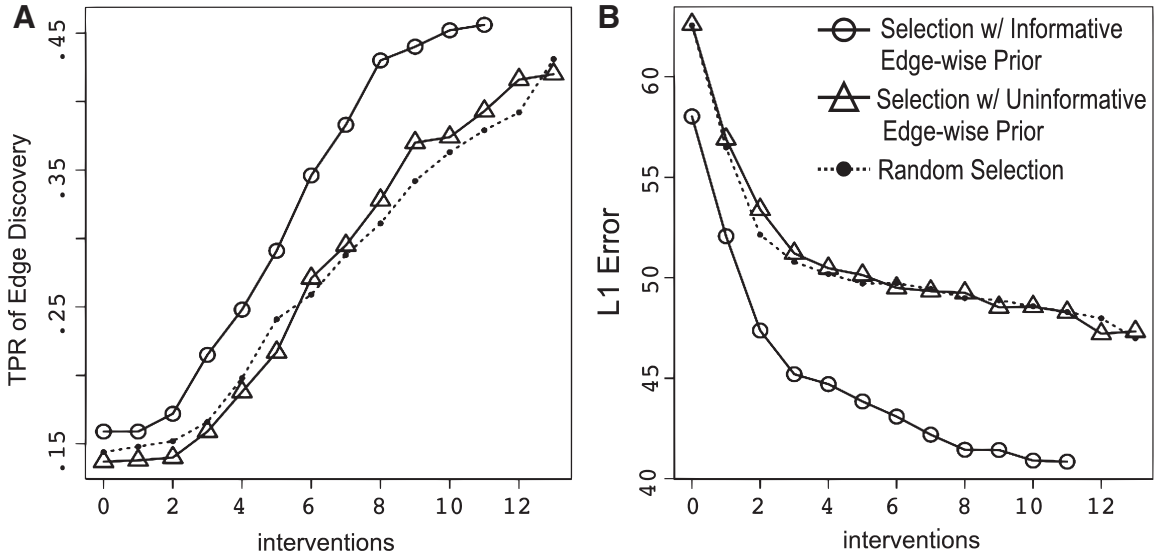 A
.45
.35
.25
.15
TPR of Edge Discovery
0 2 4 6 8 10 12
interventions
B
60
55
50
45
40
L1 Error
0 2 4 6 8 10 12
interventions
Selection w/ Informative
Edge-wise Prior
Selection w/ Uninformative
Edge-wise Prior
Random Selection